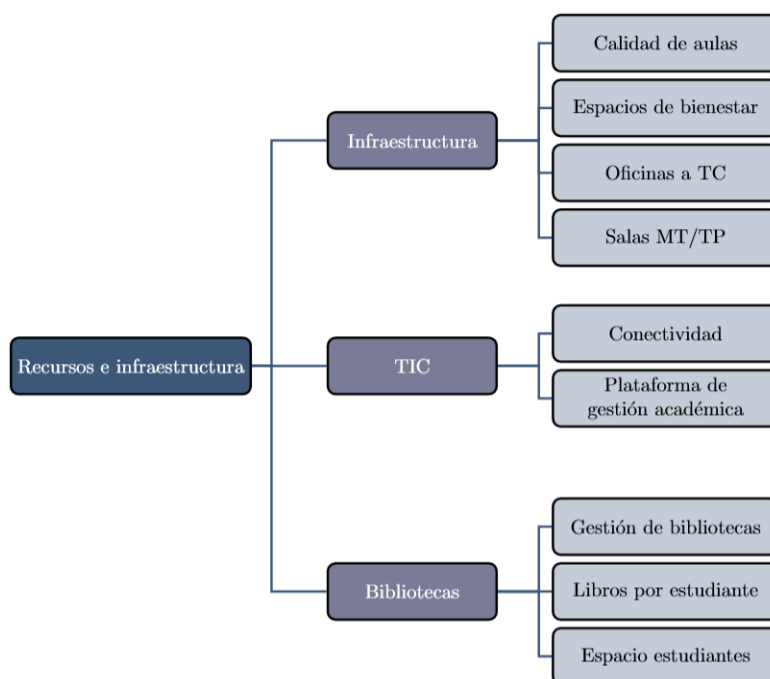 Recursos e infraestructura
Infraestructura
Calidad de aulas
Espacios de bienestar
Oficinas a TC
Salas MT/TP
TIC
Conectividad
Plataforma de
gestión académica
Bibliotecas
Gestión de bibliotecas
Libros por estudiante
Espacio estudiantes